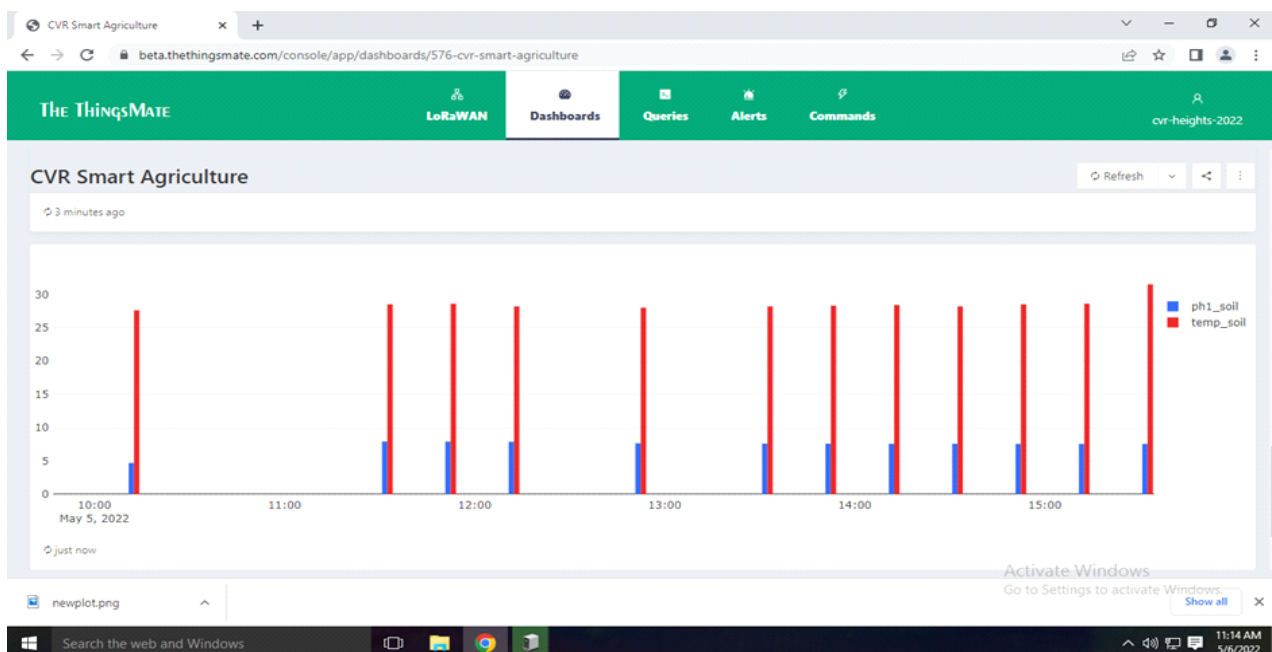 CVR Smart Agriculture
beta.thethingsmate.com/console/app/dashboards/576-cvr-smart-agriculture
THE THINGSMATE
LoRaWAN Dashboards Queries Alerts Commands
cvr-heights-2022
CVR Smart Agriculture
Refresh
3 minutes ago
30
25
20
15
10
5
0
ph1_soil
temp_soil
10:00 11:00 12:00 13:00 14:00 15:00
May 5, 2022
just now
Activate Windows
Go to Settings to activate Windows.
newplot.png
Show all
Search the web and Windows
11:14 AM
5/6/2022